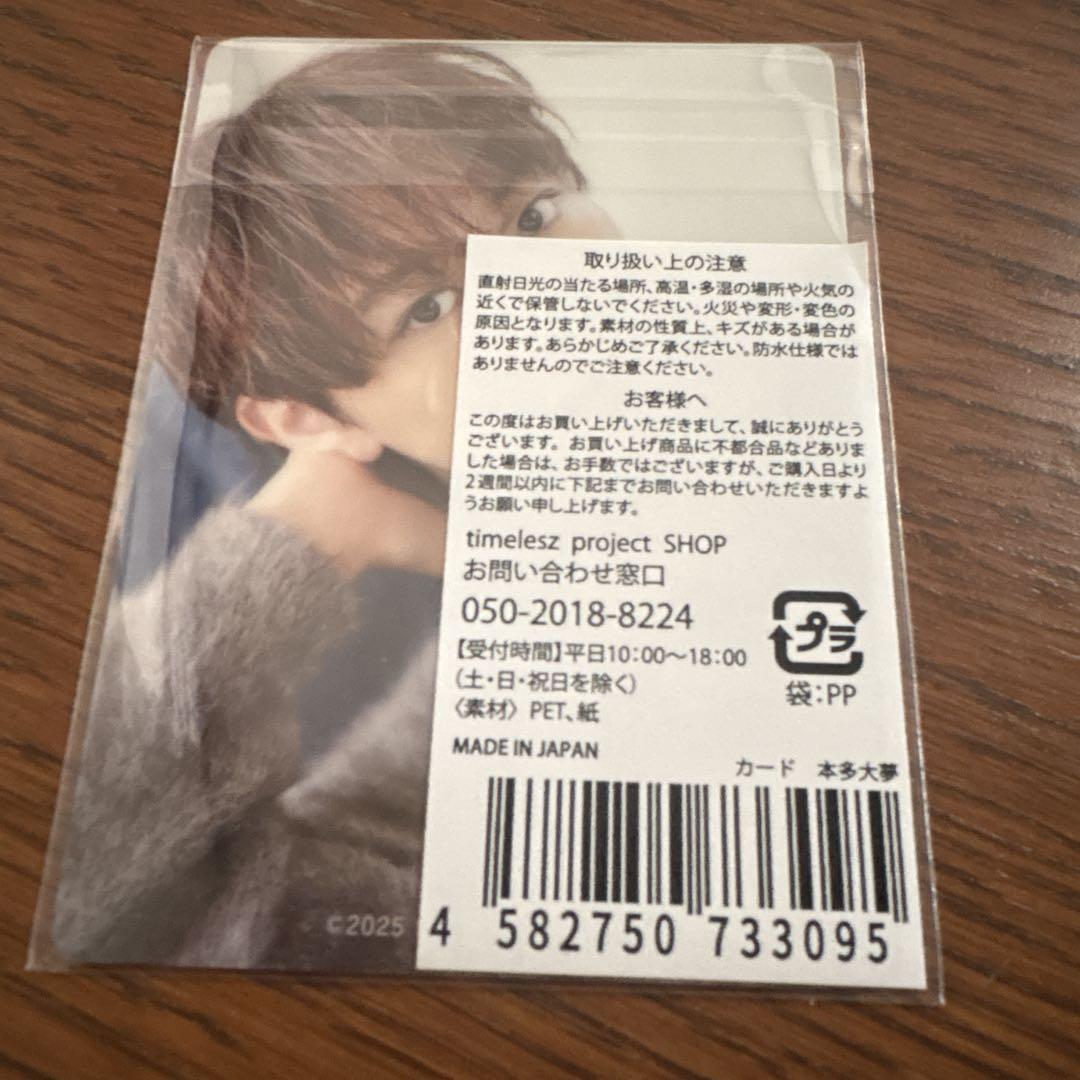 取り扱い上の注意
直射日光の当たる場所、高温・多湿の場所や火気の
近くで保管しないでください。火災や変形・変色の
原因となります。素材の性質上、キズがある場合が
あります。あらかじめご了承ください。防水仕様では
ありませんのでご注意ください。
お客様へ
この度はお買い上げいただきまして、誠にありがとう
ございます。お買い上げ商品に不都合品などありま
した場合は、お手数ではございますが、ご購入日より
2週間以内に下記までお問い合わせいただきますよ
うお願い申し上げます。
timelesz project SHOP
お問い合わせ窓口
050-2018-8224
【受付時間】平日10:00〜18:00
(土・日・祝日を除く)
〈素材〉PET、紙
プラ
袋:PP
MADE IN JAPAN
カード 本多大夢
4 582750 733095
©2025